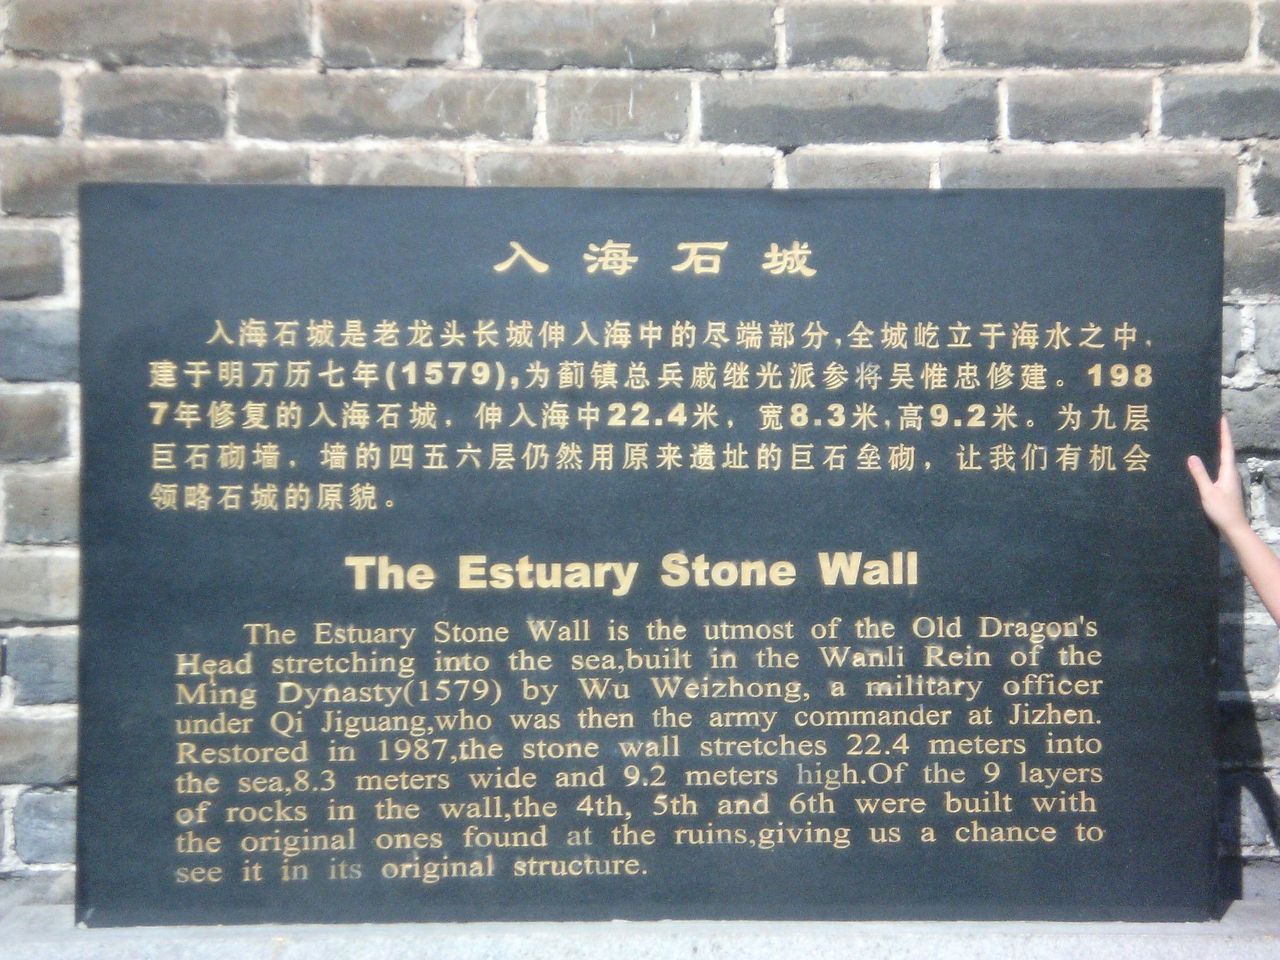 入海石城
入海石城是老龙头长城伸入海中的尽端部分,全城屹立于海水之中,
建于明万历七年(1579),为蓟镇总兵戚继光派参将吴惟忠修建。198
7年修复的入海石城，伸入海中22.4米，宽8.3米,高9.2米。为九层
巨石砌墙，墙的四五六层仍然用原来遗址的巨石垒砌，让我们有机会
领略石城的原貌。
The Estuary Stone Wall
The Estuary Stone Wall is the utmost of the Old Dragon's
Head stretching into the sea,built in the Wanli Rein of the
Ming Dynasty(1579) by Wu Weizhong, a military officer
under Qi Jiguang,who was then the army commander at Jizhen.
Restored in 1987,the stone wall stretches 22.4 meters into
the sea,8.3 meters wide and 9.2 meters high.Of the 9 layers
of rocks in the wall,the 4th, 5th and 6th were built with
the original ones found at the ruins,giving us a chance to
see it in its original structure.